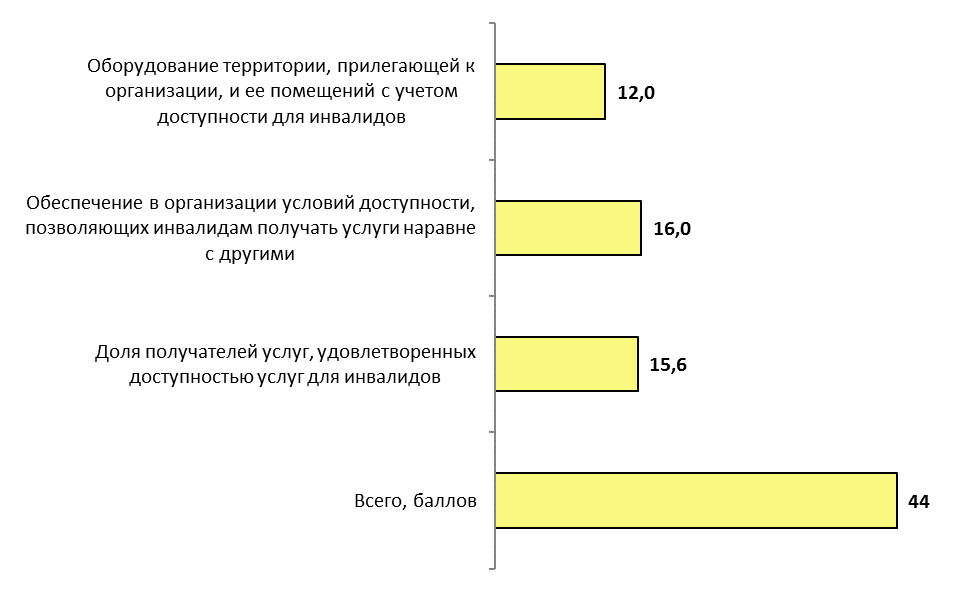 Оборудование территории, прилегающей к
организации, и ее помещений с учетом
доступности для инвалидов
12,0
Обеспечение в организации условий доступности,
позволяющих инвалидам получать услуги наравне
с другими
16,0
Доля получателей услуг, удовлетворенных
доступностью услуг для инвалидов
15,6
Всего, баллов
44